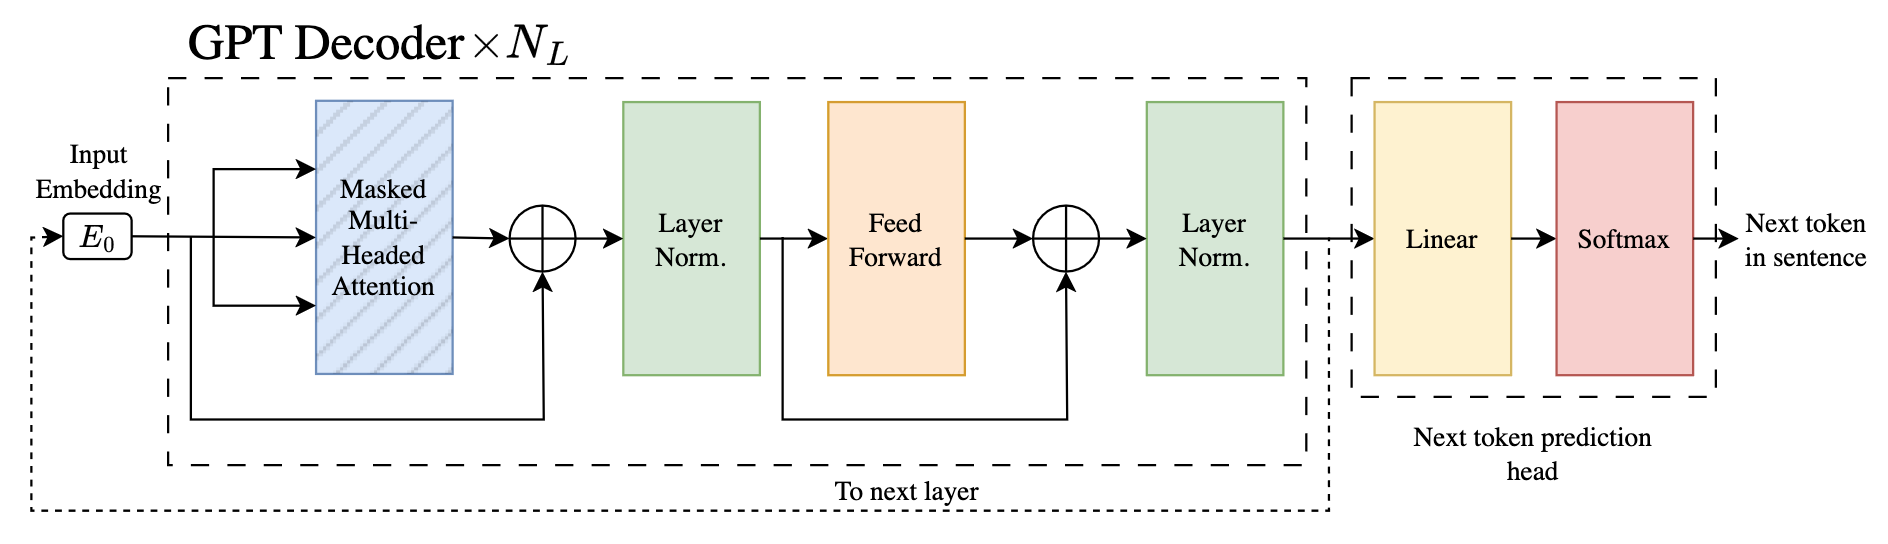 GPT Decoder × N_L
Input
Embedding
E_0
Masked
Multi-
Headed
Attention
Layer
Norm.
Feed
Forward
Layer
Norm.
Linear
Softmax
Next token
in sentence
Next token prediction
head
To next layer